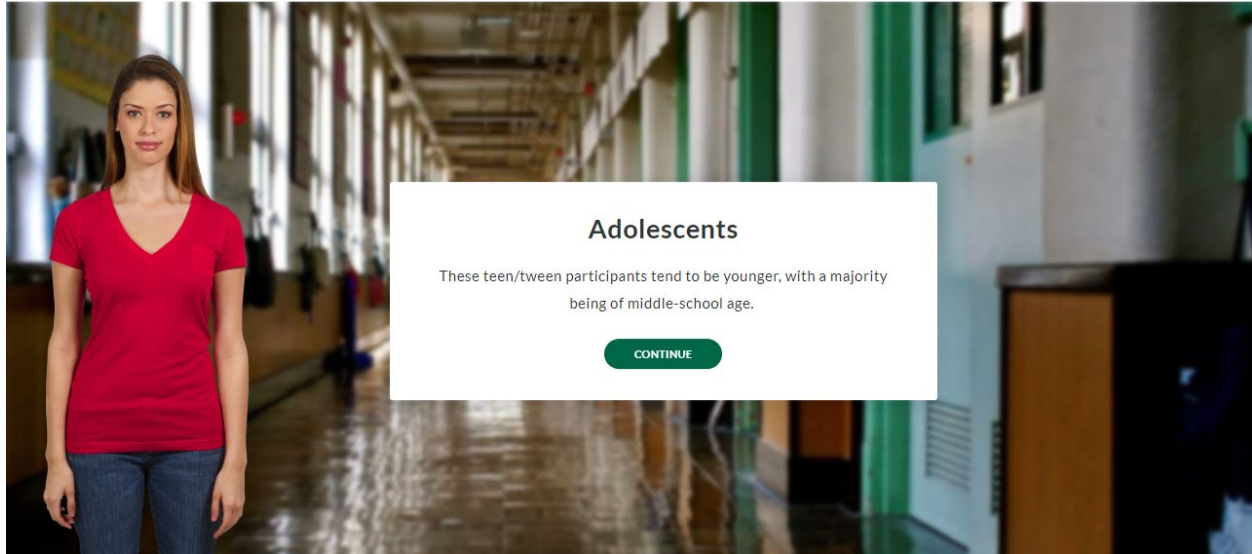 Adolescents
These teen/tween participants tend to be younger, with a majority
being of middle-school age.
CONTINUE